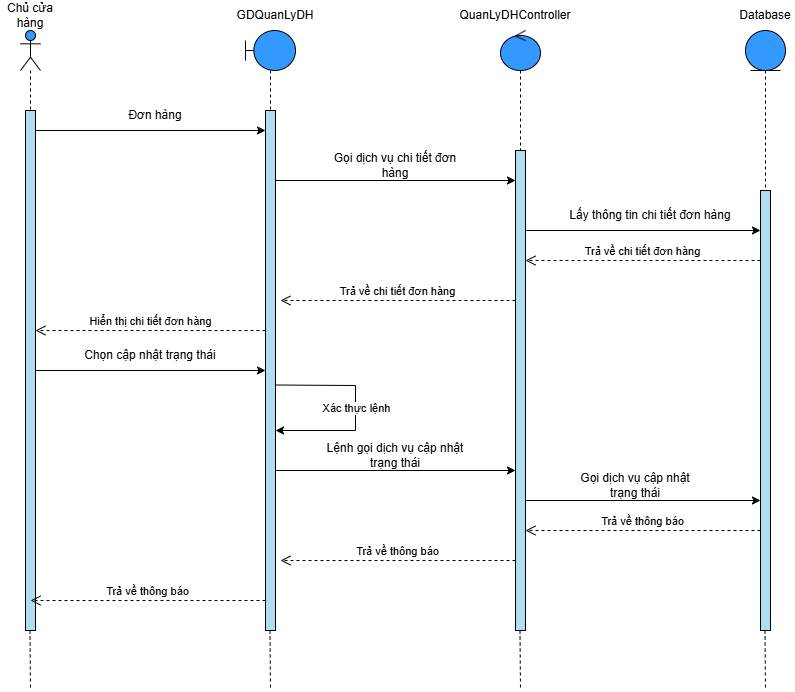 Chủ cửa
hàng
GDQuanLyDH
QuanLyDHController
Database
Đơn hàng
Gọi dịch vụ chi tiết đơn
hàng
Lấy thông tin chi tiết đơn hàng
Trả về chi tiết đơn hàng
Trả về chi tiết đơn hàng
Hiển thị chi tiết đơn hàng
Chọn cập nhật trạng thái
Xác thực lệnh
Lệnh gọi dịch vụ cập nhật
trạng thái
Gọi dịch vụ cập nhật
trạng thái
Trả về thông báo
Trả về thông báo
Trả về thông báo